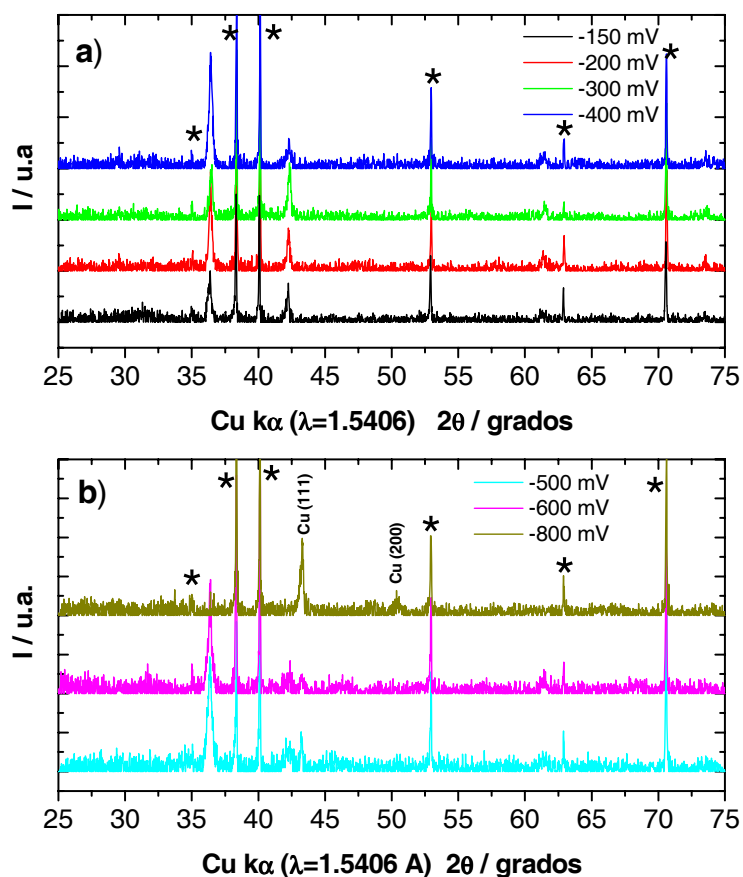 a)
* * * * * *
-150 mV
-200 mV
-300 mV
-400 mV
I / u.a
25 30 35 40 45 50 55 60 65 70 75
Cu kα (λ=1.5406) 2θ / grados
b)
* * * * * *
Cu (111)
Cu (200)
-500 mV
-600 mV
-800 mV
I / u.a.
25 30 35 40 45 50 55 60 65 70 75
Cu kα (λ=1.5406 A) 2θ / grados